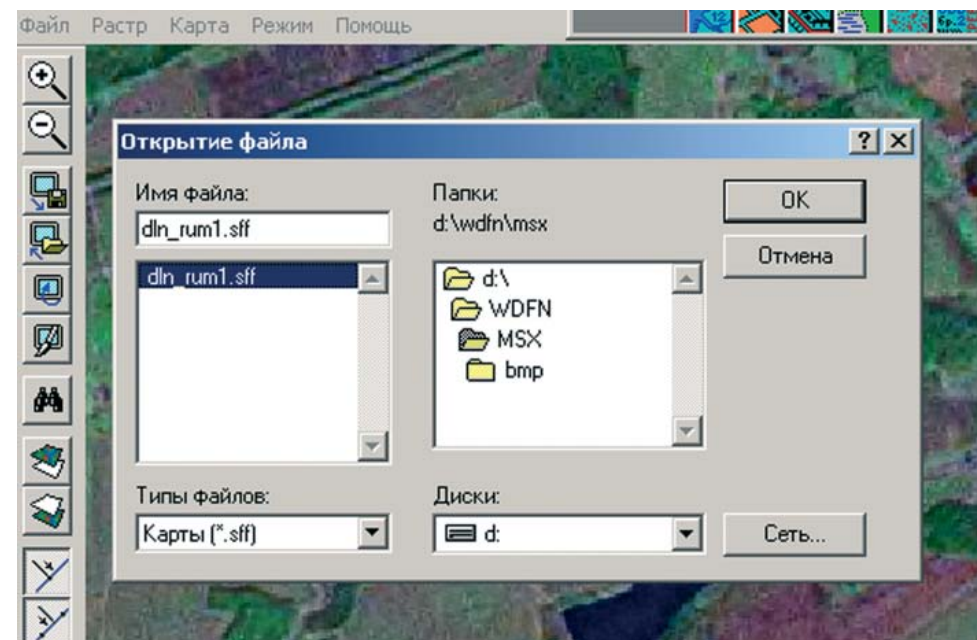 Файл Растр Карта Режим Помощь
Открытие файла
Имя файла:
dln_rum1.sff
dln_rum1.sff
Папки:
d:\wdfn\msx
d:\
WDFN
MSX
bmp
OK
Отмена
Типы файлов:
Карты (*.sff)
Диски:
d:
Сеть...